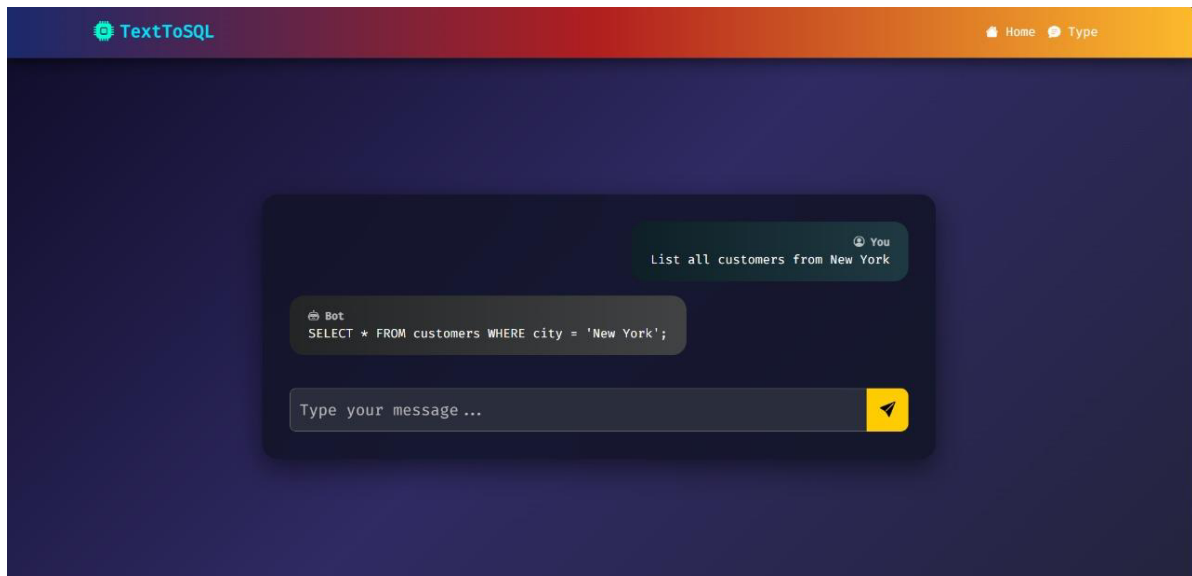 TextToSQL
Home Type
You
List all customers from New York
Bot
SELECT * FROM customers WHERE city = 'New York';
Type your message...